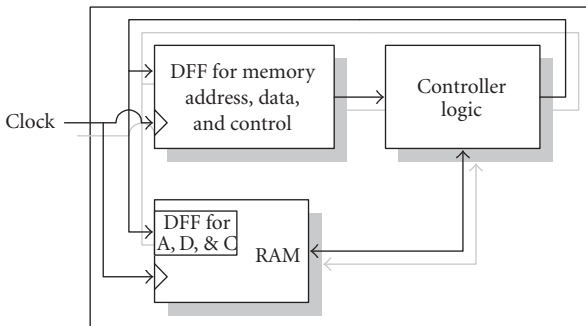 DFF for memory
address, data,
and control
Controller
logic
Clock
DFF for
A, D, & C
RAM